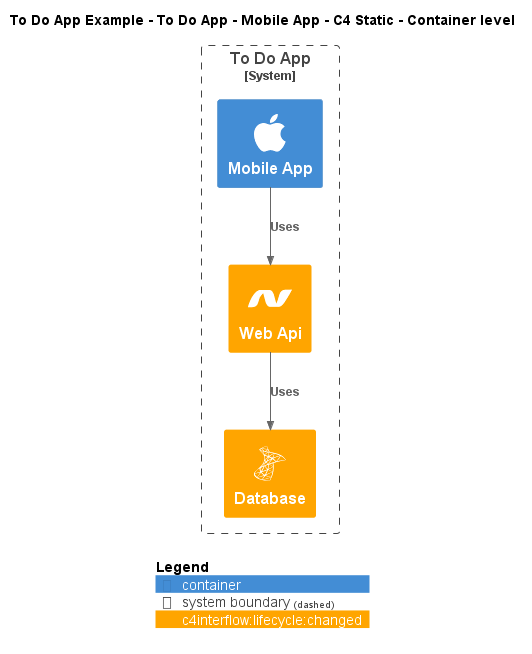 To Do App Example - To Do App - Mobile App - C4 Static - Container level
To Do App
[System]
Mobile App
Uses
Web Api
Uses
Database
Legend
container
system boundary (dashed)
c4interflow:lifecycle:changed